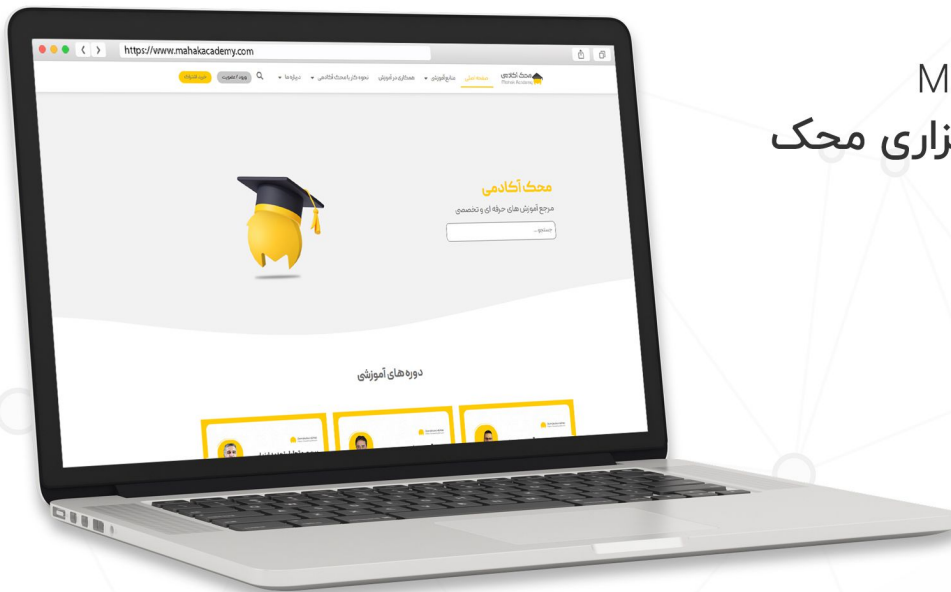 https://www.mahakacademy.com
محک آکادمی
Mahak Academy
صفحه اصلی
منابع آموزشی
همکاری در آموزش
نحوه کار با محک آکادمی
درباره ما
ورود / عضویت
M
زاری محک
محک آکادمی
مرجع آموزش های حرفه ای و تخصصی
جستجو ...
دوره های آموزشی